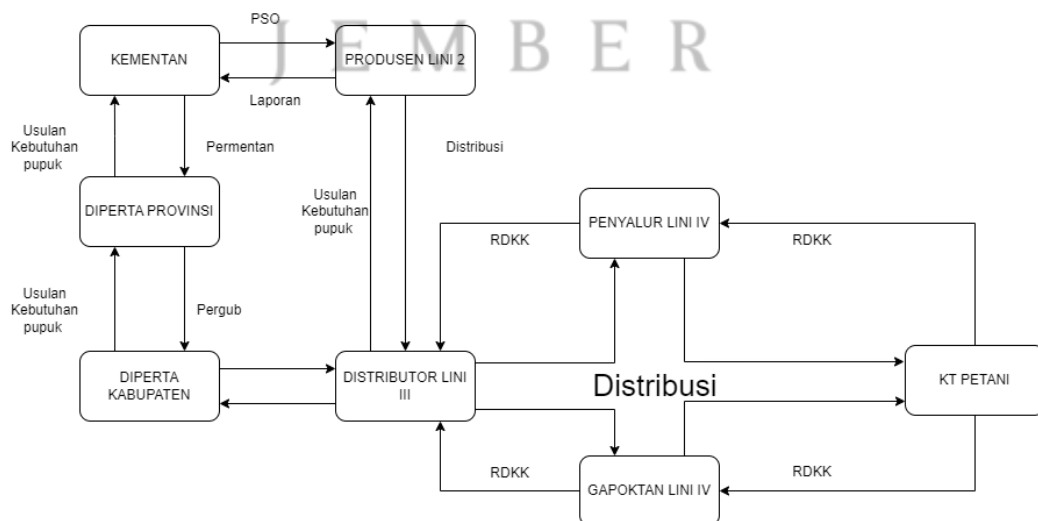 PSO
JEMBER
KEMENTAN
PRODUSEN LINI 2
Laporan
Usulan
Kebutuhan
pupuk
Permentan
Distribusi
DIPERTA PROVINSI
Usulan
Kebutuhan
pupuk
PENYALUR LINI IV
RDKK
RDKK
Usulan
Kebutuhan
pupuk
Pergub
DIPERTA
KABUPATEN
DISTRIBUTOR LINI
III
Distribusi
KT PETANI
RDKK
RDKK
GAPOKTAN LINI IV